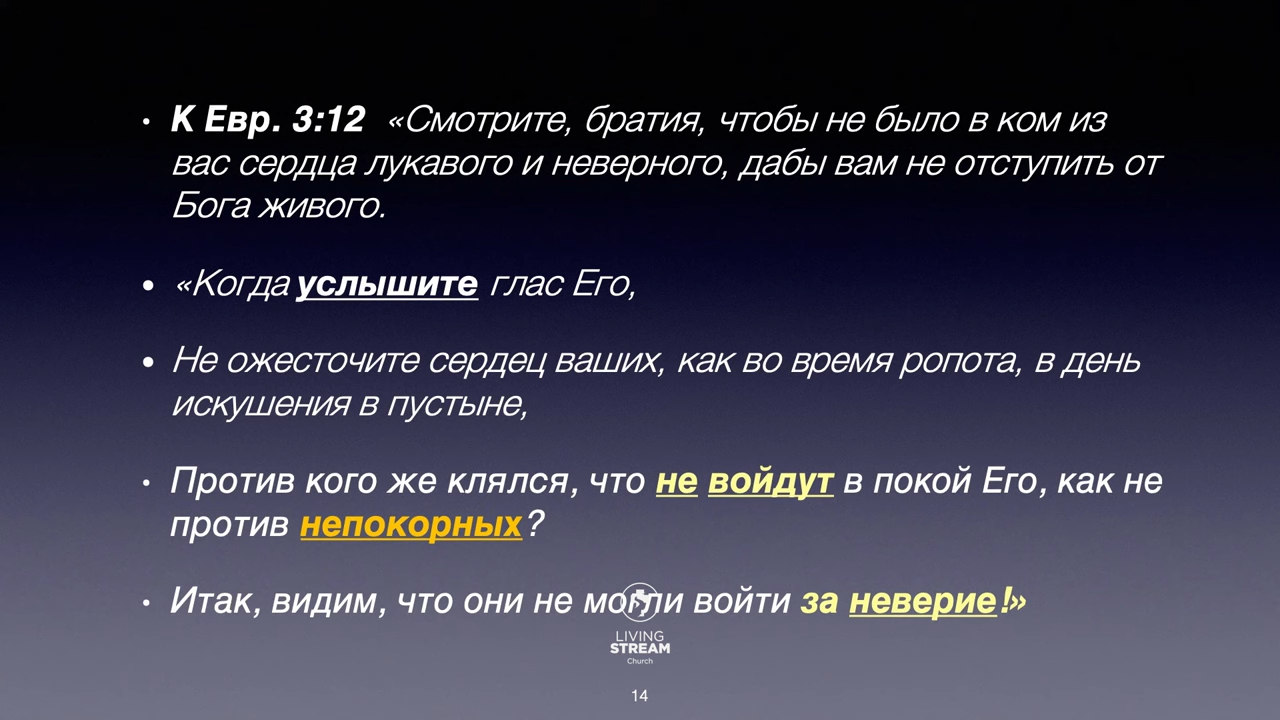 • К Евр. 3:12 «Смотрите, братия, чтобы не было в ком из
вас сердца лукавого и неверного, дабы вам не отступить от
Бога живого.
• «Когда услышите глас Его,
• Не ожесточите сердец ваших, как во время ропота, в день
искушения в пустыне,
• Против кого же клялся, что не войдут в покой Его, как не
против непокорных?
• Итак, видим, что они не могли войти за неверие!»
LIVING
STREAM
Church
14